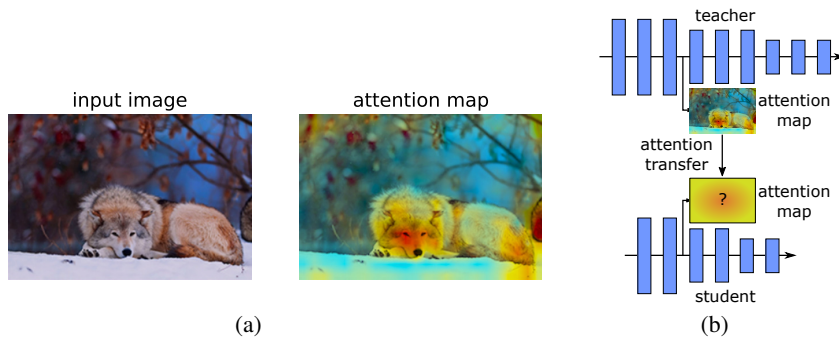 input image
attention map
(a)
teacher
attention
map
attention
transfer
?
attention
map
student
(b)